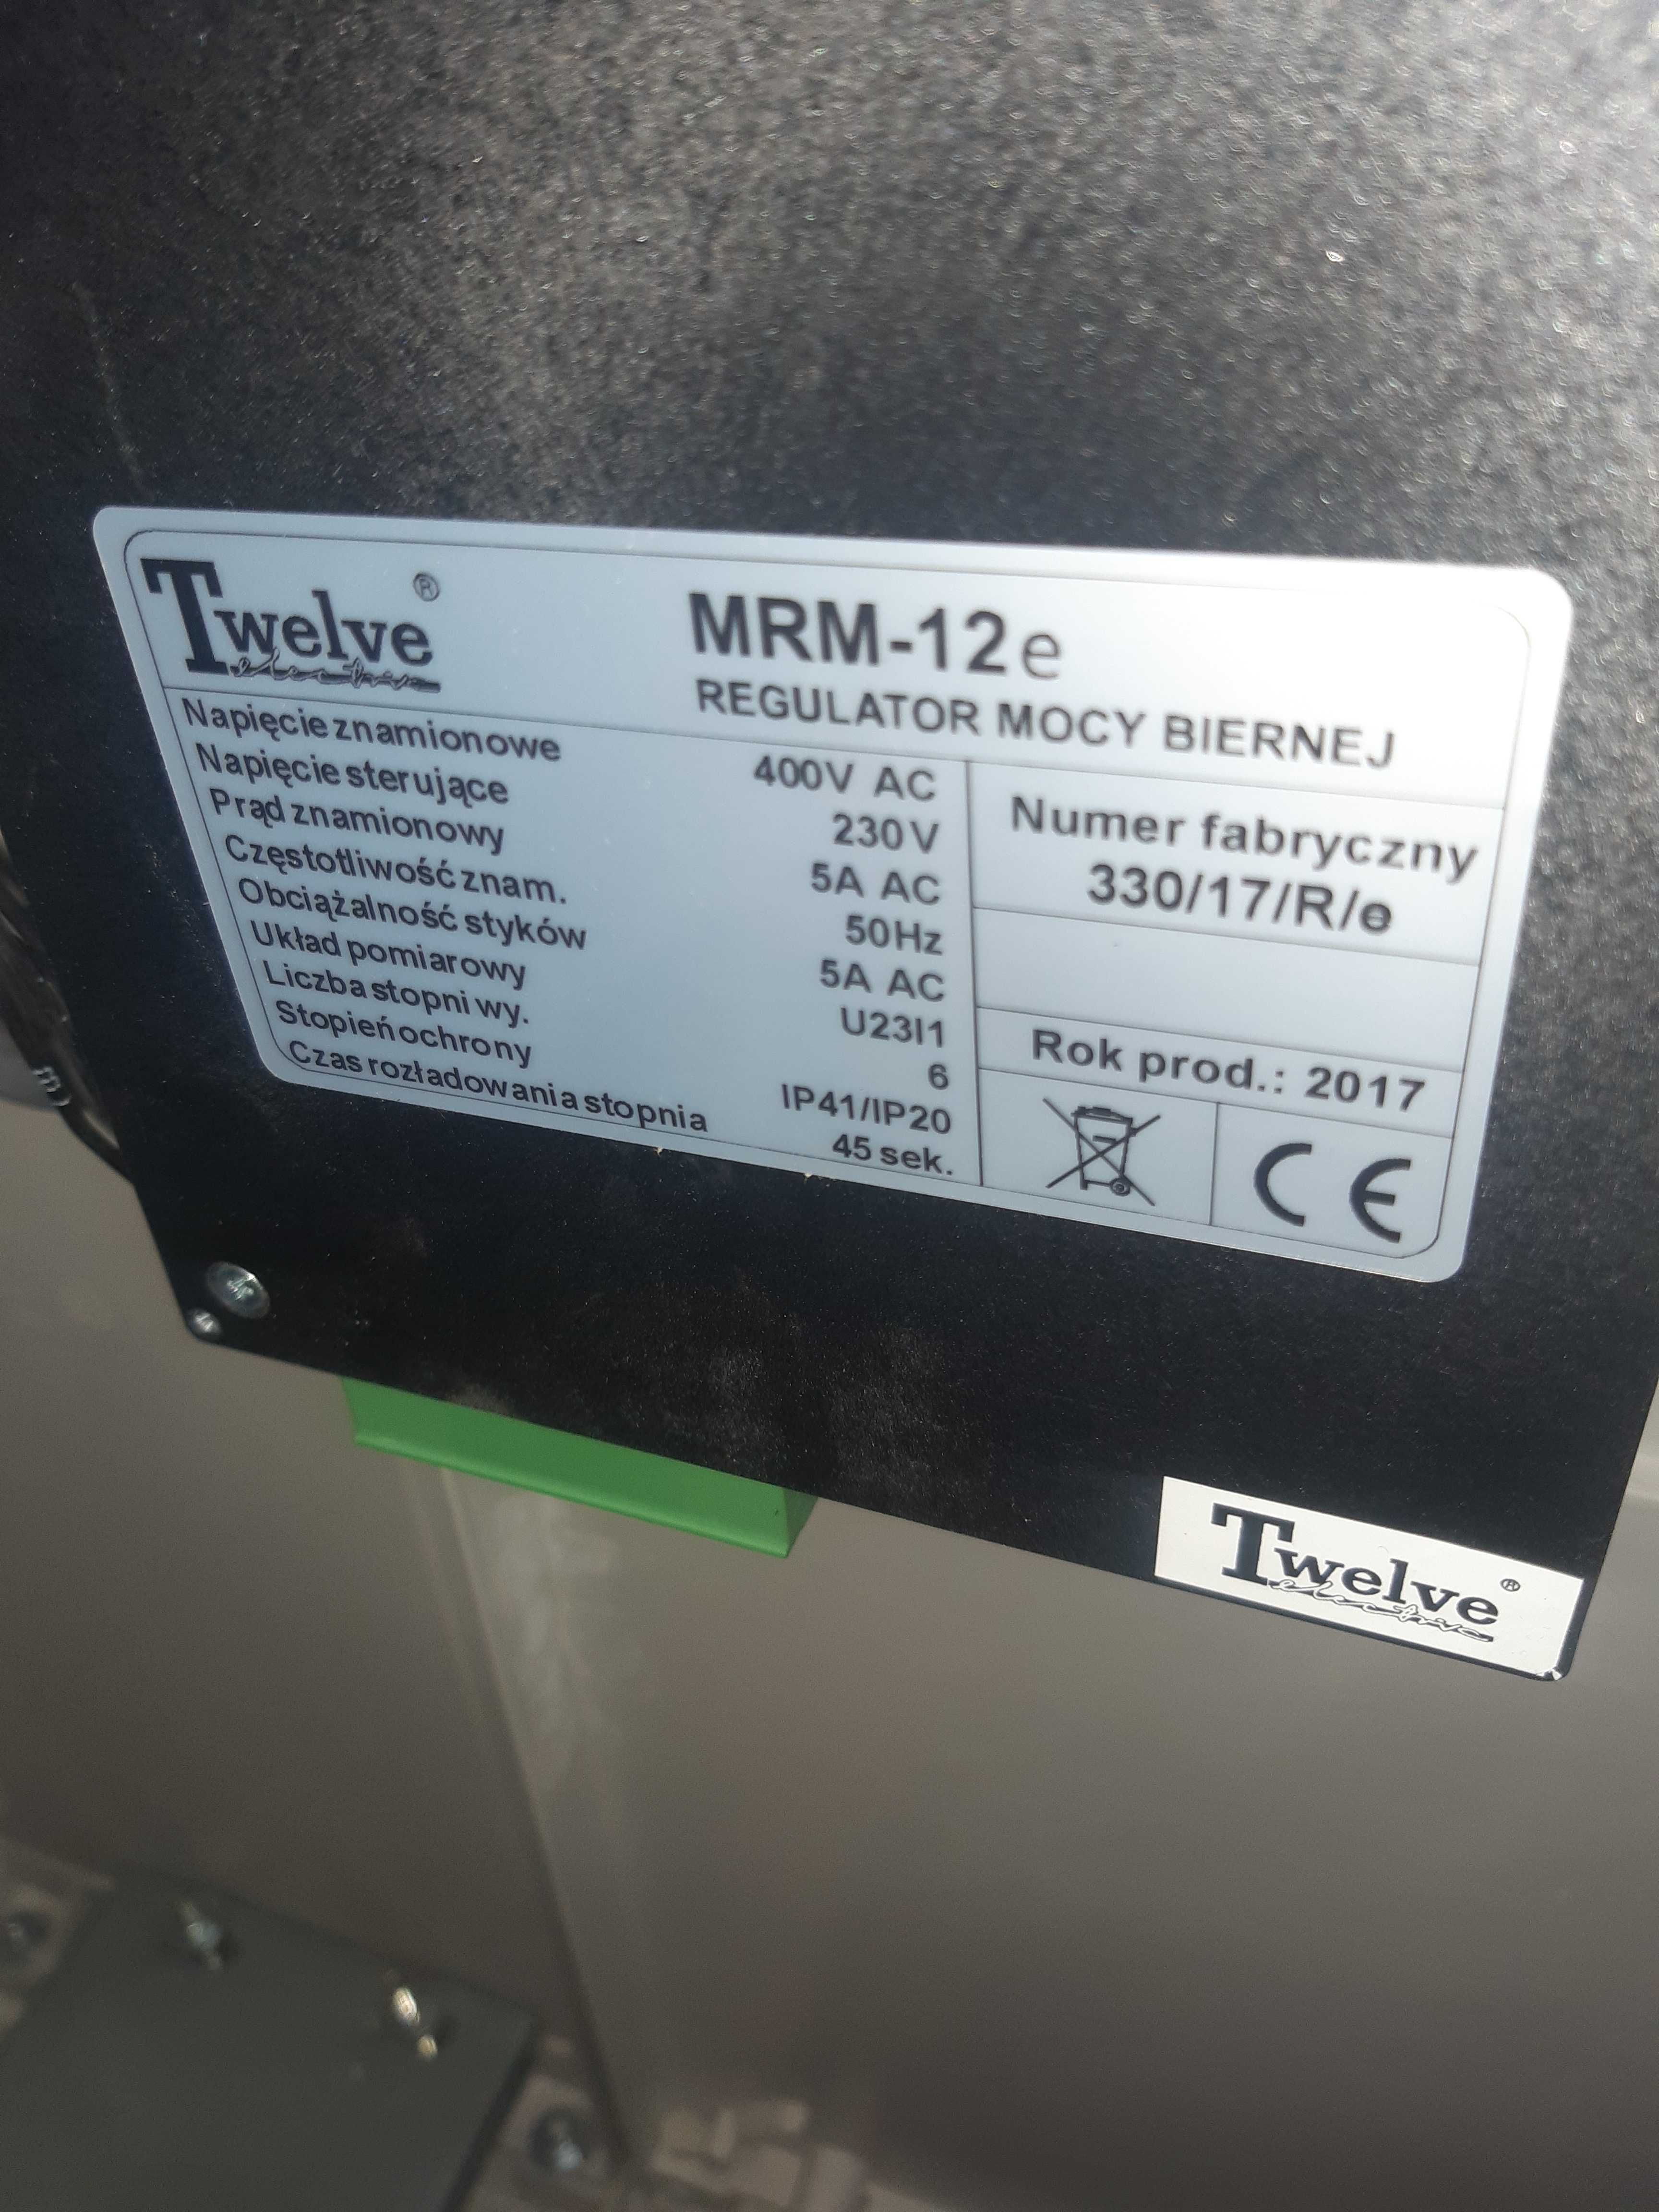 Twelve ®
electric
MRM-12e
REGULATOR MOCY BIERNEJ
Napięcie znamionowe 400V AC
Napięcie sterujące 230V
Prąd znamionowy 5A AC
Częstotliwość znam. 50Hz
Obciążalność styków 5A AC
Układ pomiarowy U23I1
Liczba stopni wy. 6
Stopień ochrony IP41/IP20
Czas rozładowania stopnia 45 sek.
Numer fabryczny
330/17/R/e
Rok prod.: 2017
CE
Twelve ®
electric